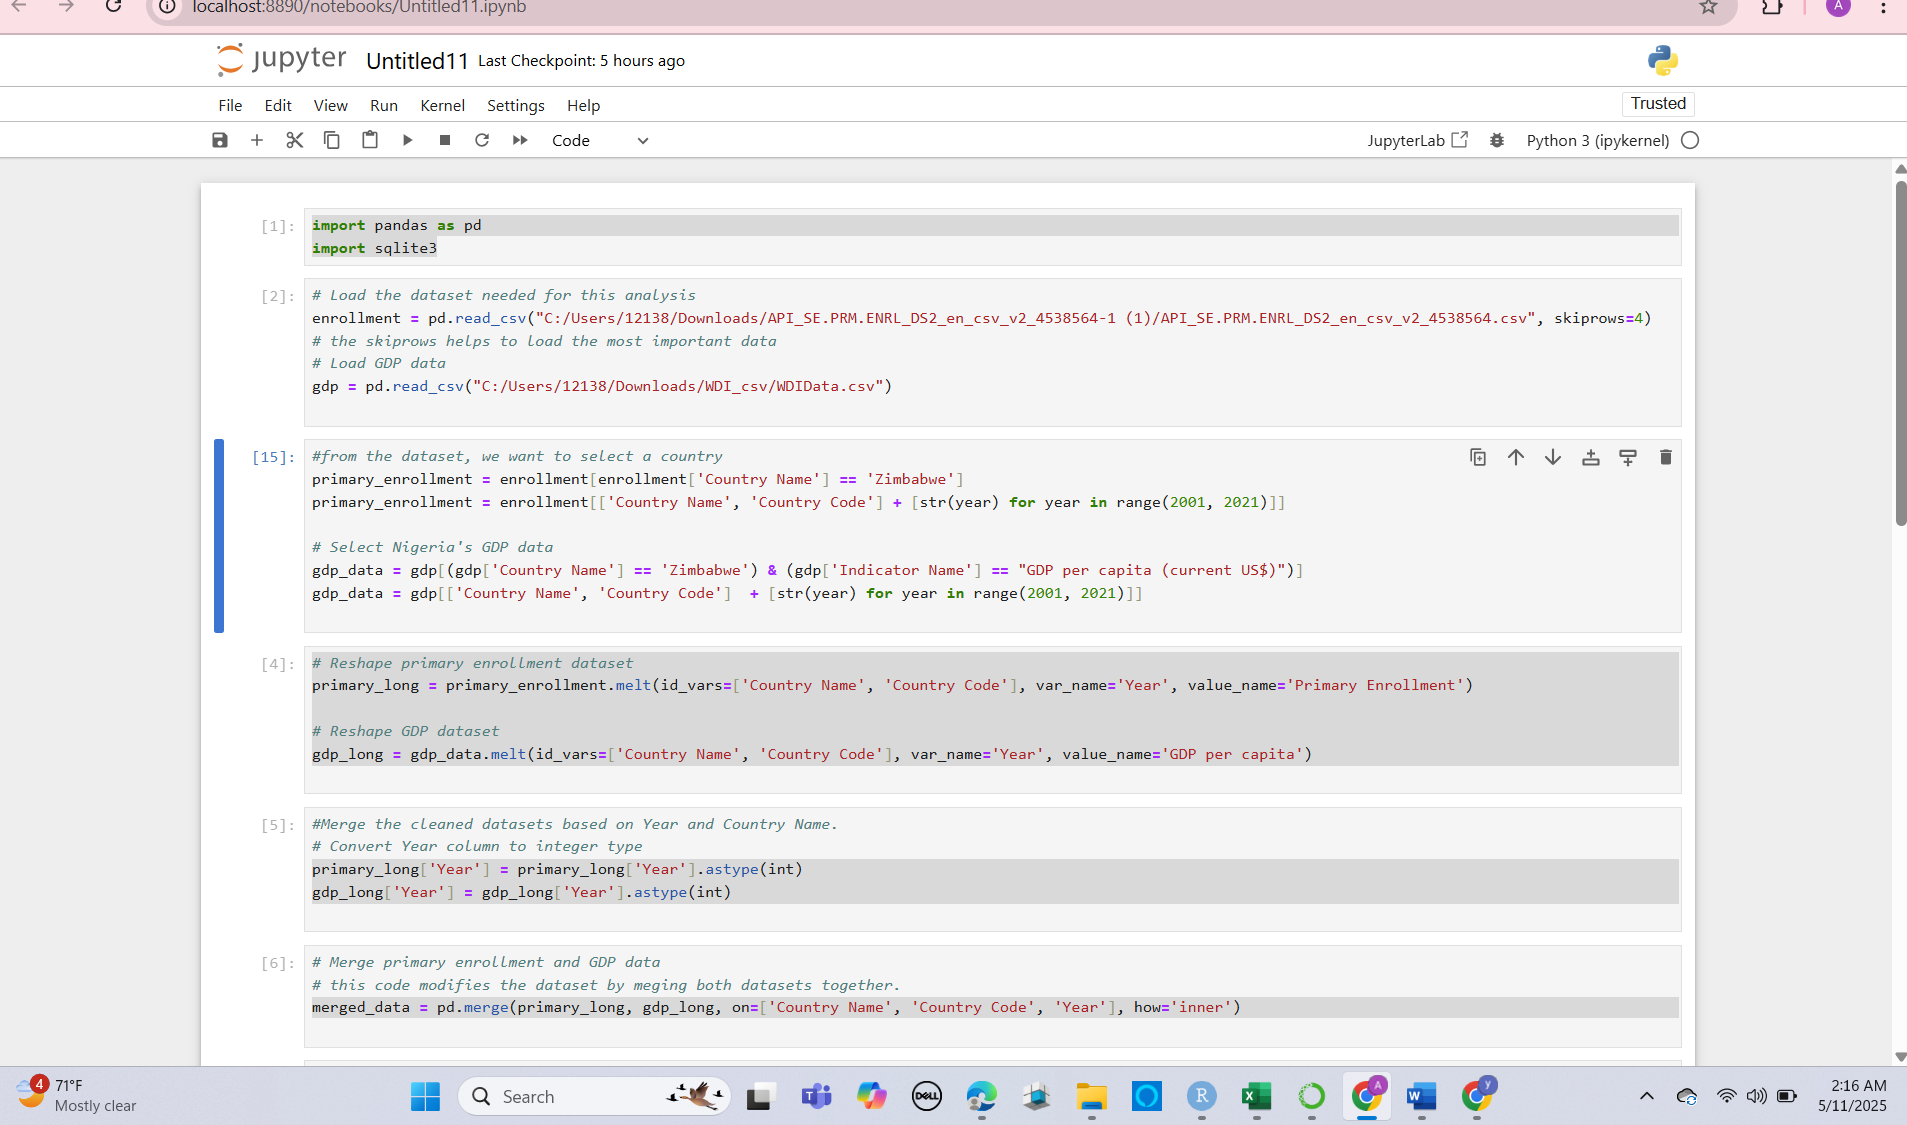 localhost:8890/notebooks/Untitled11.ipynb
A
jupyter Untitled11 Last Checkpoint: 5 hours ago
File Edit View Run Kernel Settings Help
Trusted
Code
JupyterLab
Python 3 (ipykernel)
[1]:
import pandas as pd
import sqlite3
[2]:
# Load the dataset needed for this analysis
enrollment = pd.read_csv("C:/Users/12138/Downloads/API_SE.PRM.ENRL_DS2_en_csv_v2_4538564-1 (1)/API_SE.PRM.ENRL_DS2_en_csv_v2_4538564.csv", skiprows=4)
# the skiprows helps to load the most important data
# Load GDP data
gdp = pd.read_csv("C:/Users/12138/Downloads/WDI_csv/WDIData.csv")
[15]:
#from the dataset, we want to select a country
primary_enrollment = enrollment[enrollment['Country Name'] == 'Zimbabwe']
primary_enrollment = enrollment[['Country Name', 'Country Code'] + [str(year) for year in range(2001, 2021)]]
# Select Nigeria's GDP data
gdp_data = gdp[(gdp['Country Name'] == 'Zimbabwe') & (gdp['Indicator Name'] == "GDP per capita (current US$)")]
gdp_data = gdp[['Country Name', 'Country Code']  + [str(year) for year in range(2001, 2021)]]
[4]:
# Reshape primary enrollment dataset
primary_long = primary_enrollment.melt(id_vars=['Country Name', 'Country Code'], var_name='Year', value_name='Primary Enrollment')
# Reshape GDP dataset
gdp_long = gdp_data.melt(id_vars=['Country Name', 'Country Code'], var_name='Year', value_name='GDP per capita')
[5]:
#Merge the cleaned datasets based on Year and Country Name.
# Convert Year column to integer type
primary_long['Year'] = primary_long['Year'].astype(int)
gdp_long['Year'] = gdp_long['Year'].astype(int)
[6]:
# Merge primary enrollment and GDP data
# this code modifies the dataset by meging both datasets together.
merged_data = pd.merge(primary_long, gdp_long, on=['Country Name', 'Country Code', 'Year'], how='inner')
4
71°F
Mostly clear
Search
T
DELL
R
X
A
W
y
2:16 AM
5/11/2025